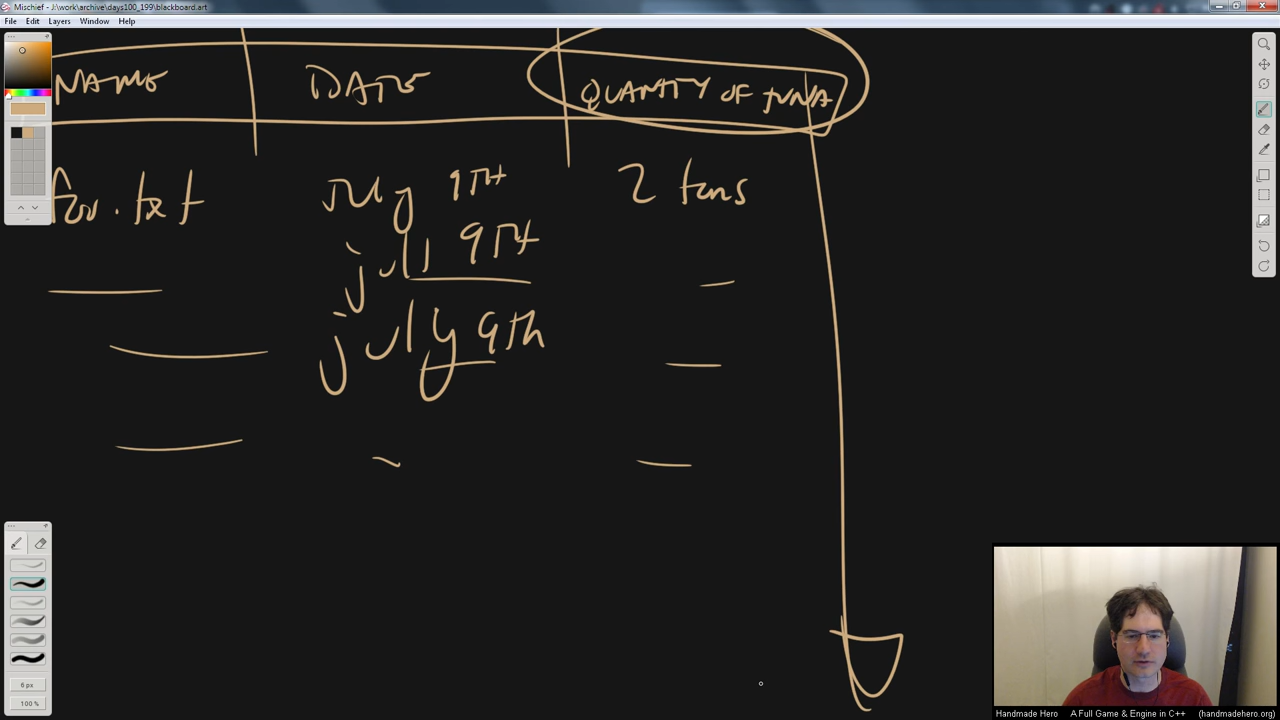 Mischief - J:\work\archive\days100_199\blackboard.art
File Edit Layers Window Help
NAME DATE QUANTITY OF TUNA
foo.txt July 9TH 2 tons
july 9TH
july 9th
6 px
100 %
Handmade Hero A Full Game & Engine in C++ (handmadehero.org)